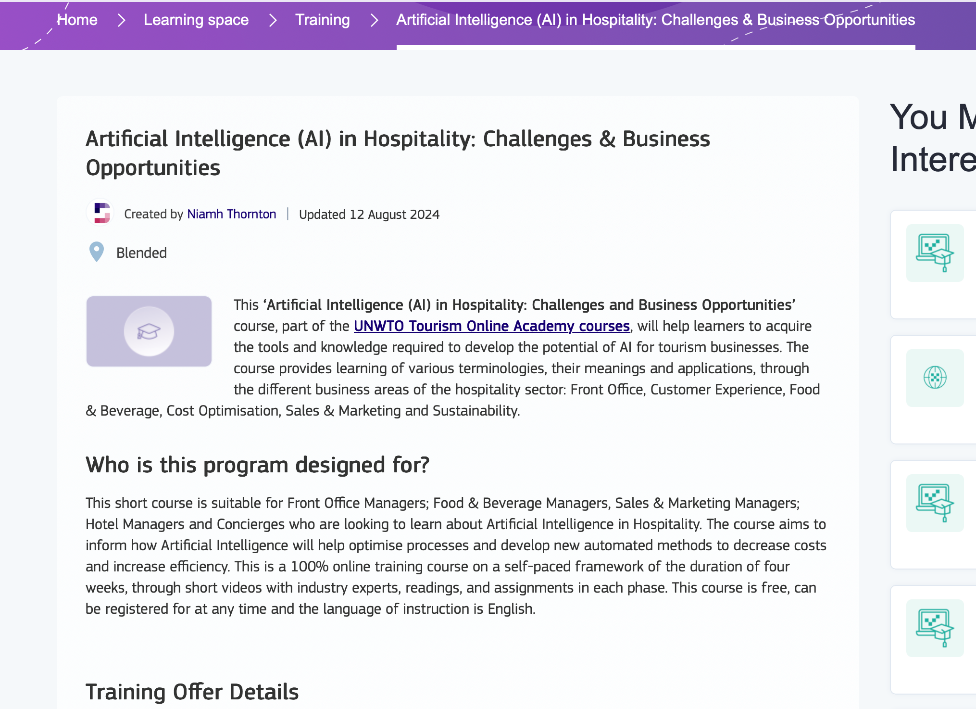 Home
Learning space
Training
Artificial Intelligence (AI) in Hospitality: Challenges & Business Opportunities
Artificial Intelligence (AI) in Hospitality: Challenges & Business
Opportunities
Created by Niamh Thornton | Updated 12 August 2024
Blended
This ‘Artificial Intelligence (AI) in Hospitality: Challenges and Business Opportunities’
course, part of the UNWTO Tourism Online Academy courses, will help learners to acquire
the tools and knowledge required to develop the potential of AI for tourism businesses. The
course provides learning of various terminologies, their meanings and applications, through
the different business areas of the hospitality sector: Front Office, Customer Experience, Food
& Beverage, Cost Optimisation, Sales & Marketing and Sustainability.
Who is this program designed for?
This short course is suitable for Front Office Managers; Food & Beverage Managers, Sales & Marketing Managers;
Hotel Managers and Concierges who are looking to learn about Artificial Intelligence in Hospitality. The course aims to
inform how Artificial Intelligence will help optimise processes and develop new automated methods to decrease costs
and increase efficiency. This is a 100% online training course on a self-paced framework of the duration of four
weeks, through short videos with industry experts, readings, and assignments in each phase. This course is free, can
be registered for at any time and the language of instruction is English.
Training Offer Details
You M
Intere